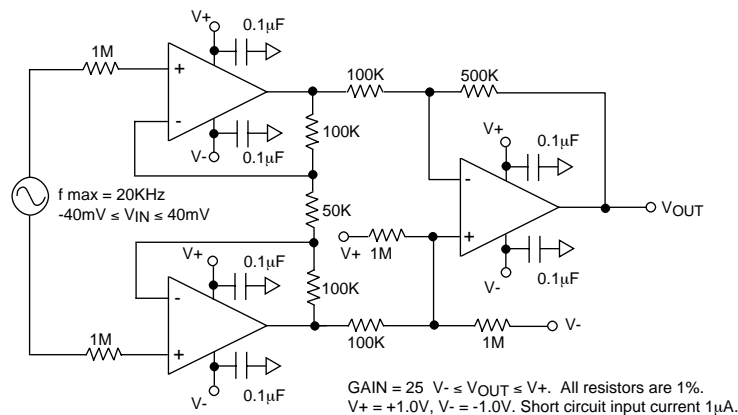 V+
0.1μF
1M
+
-
V-
0.1μF
100K
500K
100K
V+
0.1μF
-
+
V-
0.1μF
VOUT
f max = 20KHz
-40mV ≤ VIN ≤ 40mV
50K
V+
1M
V+
0.1μF
-
+
100K
1M
V-
0.1μF
100K
1M
V-
GAIN = 25 V- ≤ VOUT ≤ V+. All resistors are 1%.
V+ = +1.0V, V- = -1.0V. Short circuit input current 1μA.